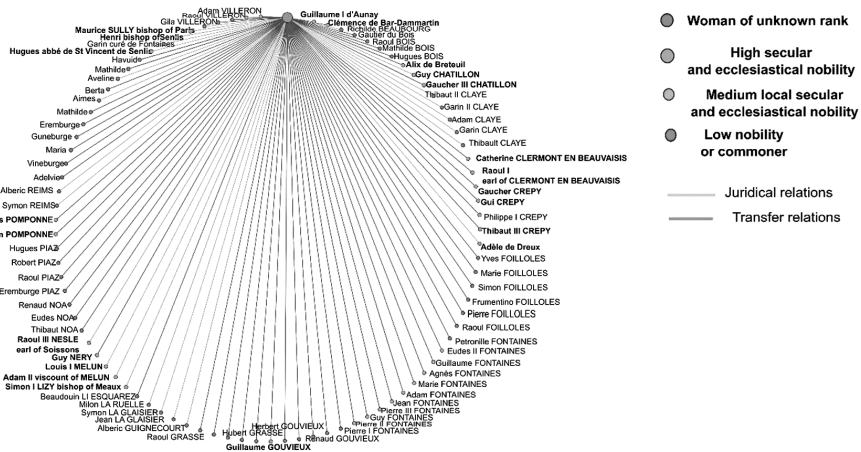 Adam VILLERON
Raoul VILLERON
Gila VILLERON
Maurice SULLY bishop of Paris
Henri bishop of Senlis
Garin curé de Fontaines
Hugues abbé de St Vincent de Senlis
Havuid
Mathilde
Aveline
Berta
Aimes
Mathilde
Eremburge
Guneburge
Maria
Vineburge
Adelvie
Alberic REIMS
Symon REIMS
POMPONNE
POMPONNE
Hugues PIAZ
Robert PIAZ
Raoul PIAZ
Eremburge PIAZ
Renaud NOA
Eudes NOA
Thibaut NOA
Raoul III NESLE
earl of Soissons
Guy NERY
Louis I MELUN
Adam II viscount of MELUN
Simon I LIZY bishop of Meaux
Beaudouin LI ESQUAREZ
Milon LA RUELLE
Symon LA GLAISIER
Jean LA GLAISIER
Alberic GUIGNECOURT
Raoul GRASSE
Hubert GRASSE
Herbert GOUVIEUX
Guillaume GOUVIEUX
Renaud GOUVIEUX
Guillaume I d'Aunay
Clémence de Bar-Dammartin
Richilde BEAUBOURG
Gautier du Bois
Raoul BOIS
Mathilde BOIS
Hugues BOIS
Alix de Breteuil
Guy CHATILLON
Gaucher III CHATILLON
Thibaut II CLAYE
Garin II CLAYE
Adam CLAYE
Garin CLAYE
Thibault CLAYE
Catherine CLERMONT EN BEAUVAISIS
Raoul I
earl of CLERMONT EN BEAUVAISIS
Gaucher CREPY
Gui CREPY
Philippe I CREPY
Thibaut III CREPY
Adèle de Dreux
Yves FOILLOLES
Marie FOILLOLES
Simon FOILLOLES
Frumentino FOILLOLES
Pierre FOILLOLES
Raoul FOILLOLES
Petronille FONTAINES
Eudes II FONTAINES
Guillaume FONTAINES
Agnés FONTAINES
Marie FONTAINES
Adam FONTAINES
Jean FONTAINES
Pierre III FONTAINES
Guy FONTAINES
Pierre II FONTAINES
Pierre I FONTAINES
Woman of unknown rank
High secular
and ecclesiastical nobility
Medium local secular
and ecclesiastical nobility
Low nobility
or commoner
Juridical relations
Transfer relations